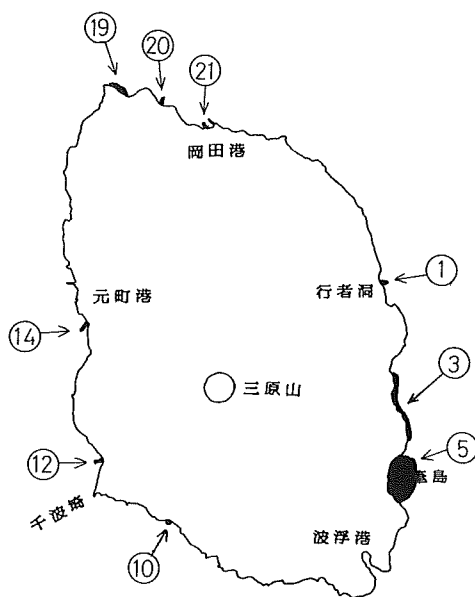 ⑲
⑳
㉑
岡田港
①
行者洞
元町港
⑭
三原山
③
⑤
島
⑫
千波崎
波浮港
⑩